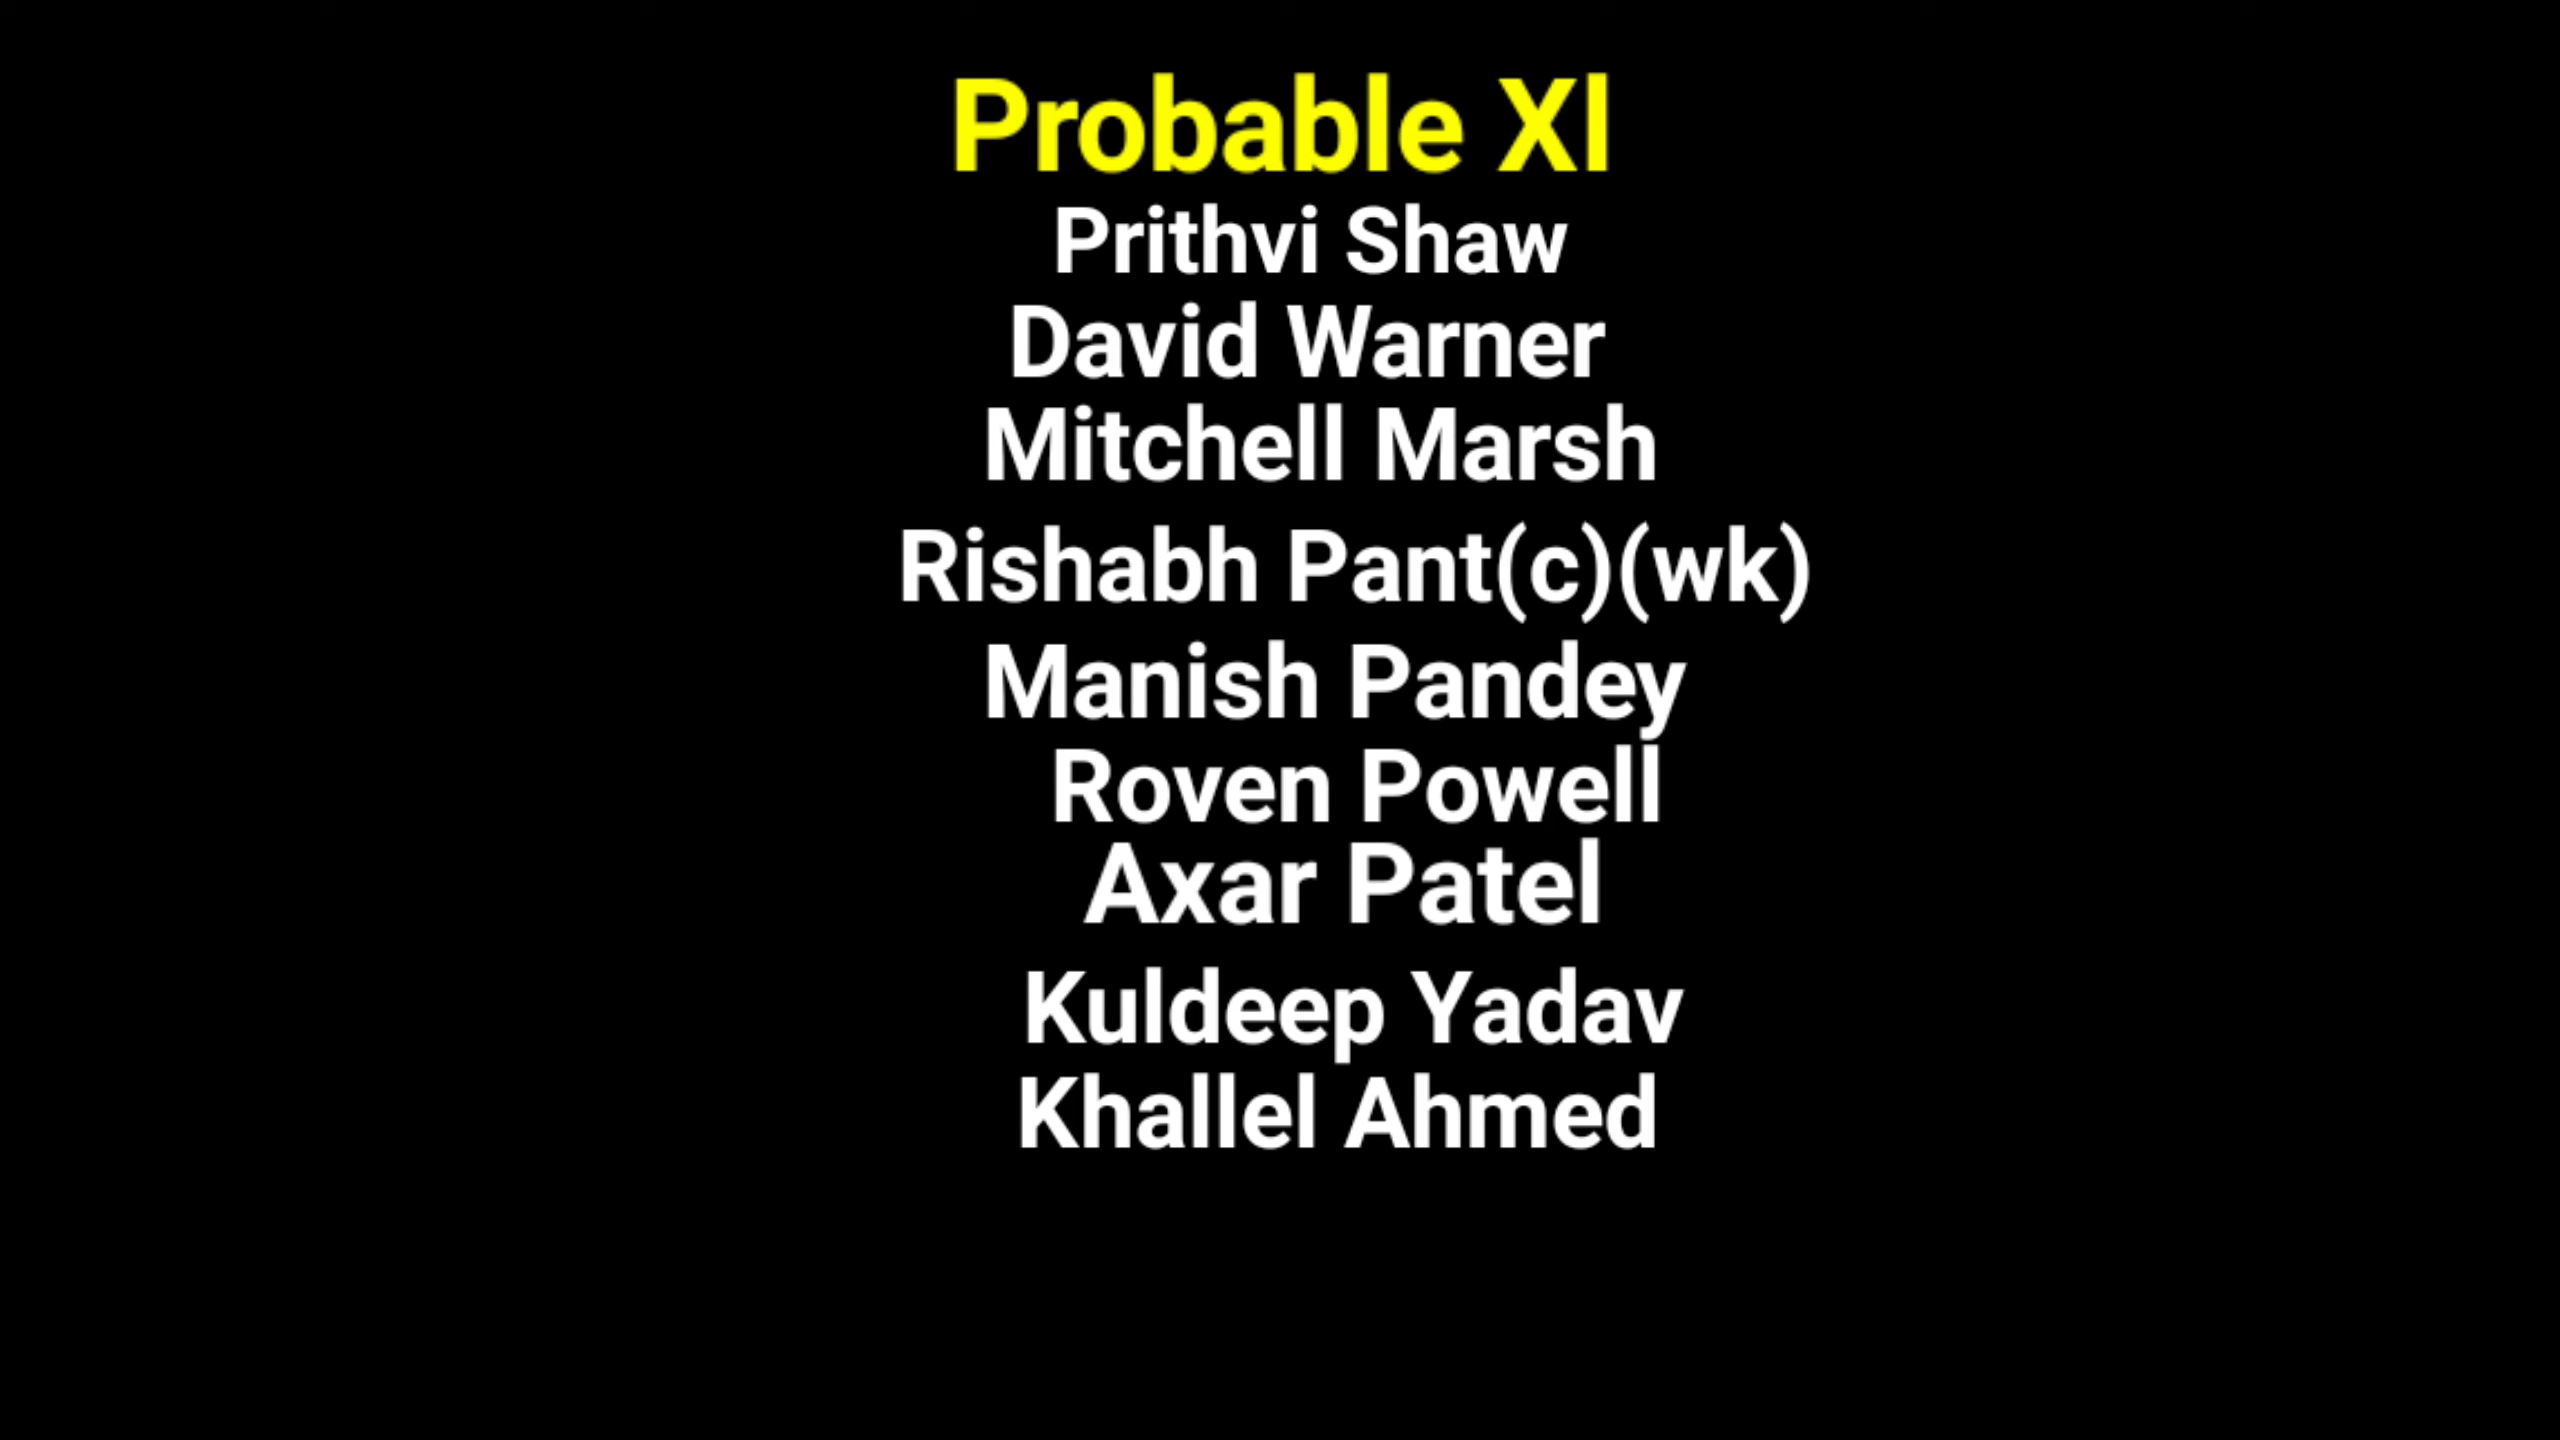 Probable Xl
Prithvi Shaw
David Warner
Mitchell Marsh
Rishabh Pant(c)(wk)
Manish Pandey
Roven Powell
Axar Patel
Kuldeep Yadav
Khallel Ahmed